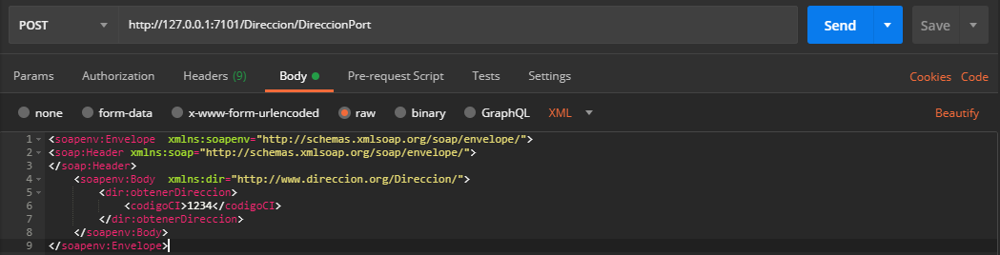 POST http://127.0.0.1:7101/Direccion/DireccionPort Send Save
Params Authorization Headers (9) Body Pre-request Script Tests Settings Cookies Code
none form-data x-www-form-urlencoded raw binary GraphQL XML Beautify
1 <soapenv:Envelope  xmlns:soapenv="http://schemas.xmlsoap.org/soap/envelope/">
2 <soap:Header xmlns:soap="http://schemas.xmlsoap.org/soap/envelope/">
3 </soap:Header>
4     <soapenv:Body  xmlns:dir="http://www.direccion.org/Direccion/">
5         <dir:obtenerDireccion>
6             <codigoCI>1234</codigoCI>
7         </dir:obtenerDireccion>
8     </soapenv:Body>
9 </soapenv:Envelope>